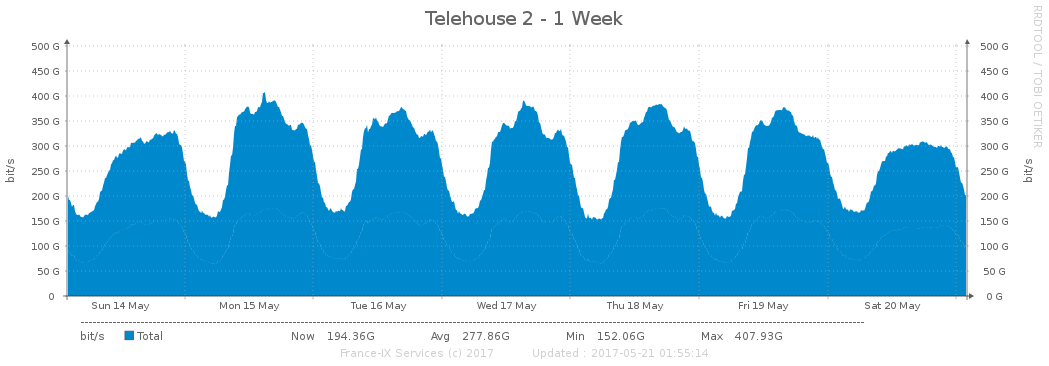 Telehouse 2 - 1 Week
RRDTOOL / TOBI OETIKER
bit/s
500 G
450 G
400 G
350 G
300 G
250 G
200 G
150 G
100 G
50 G
0
500 G
450 G
400 G
350 G
300 G
250 G
200 G
150 G
100 G
50 G
0 G
bit/s
Sun 14 May Mon 15 May Tue 16 May Wed 17 May Thu 18 May Fri 19 May Sat 20 May
bit/s Total Now 194.36G Avg 277.86G Min 152.06G Max 407.93G
France-IX Services (c) 2017 Updated : 2017-05-21 01:55:14